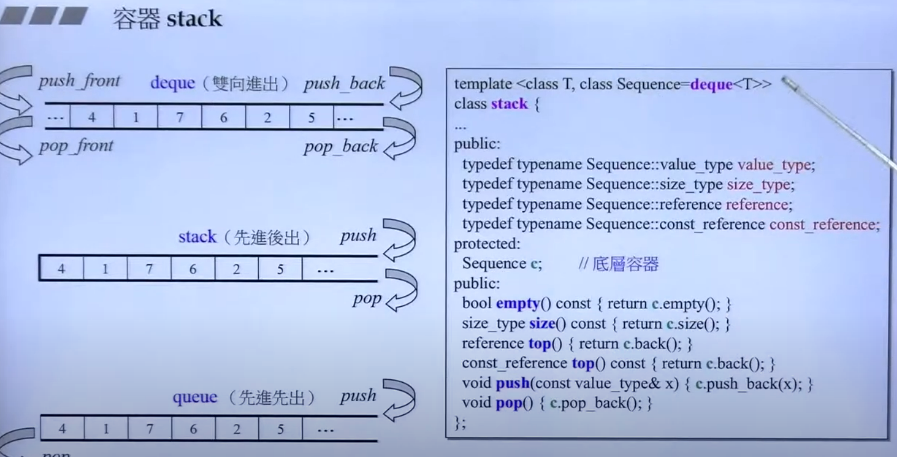 容器 stack
push_front deque（雙向進出） push_back
... 4 1 7 6 2 5 ...
pop_front pop_back
stack（先進後出） push
4 1 7 6 2 5 ...
pop
queue （先進先出） push
4 1 7 6 2 5 ...
pop
template <class T, class Sequence=deque<T>>
class stack {
...
public:
typedef typename Sequence::value_type value_type;
typedef typename Sequence::size_type size_type;
typedef typename Sequence::reference reference;
typedef typename Sequence::const_reference const_reference;
protected:
Sequence c; // 底層容器
public:
bool empty() const { return c.empty(); }
size_type size() const { return c.size(); }
reference top() { return c.back(); }
const_reference top() const { return c.back(); }
void push(const value_type& x) { c.push_back(x); }
void pop() { c.pop_back(); }
};